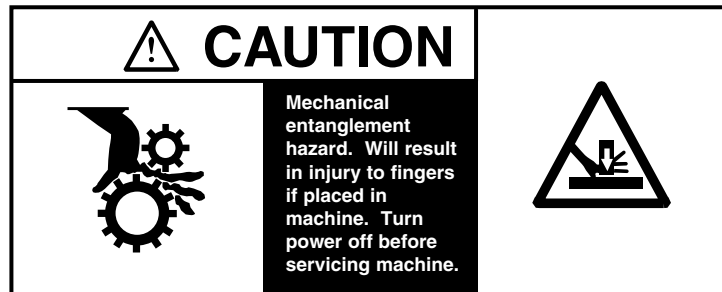 CAUTION
Mechanical
entanglement
hazard.  Will result
in injury to fingers
if placed in
machine.  Turn
power off before
servicing machine.